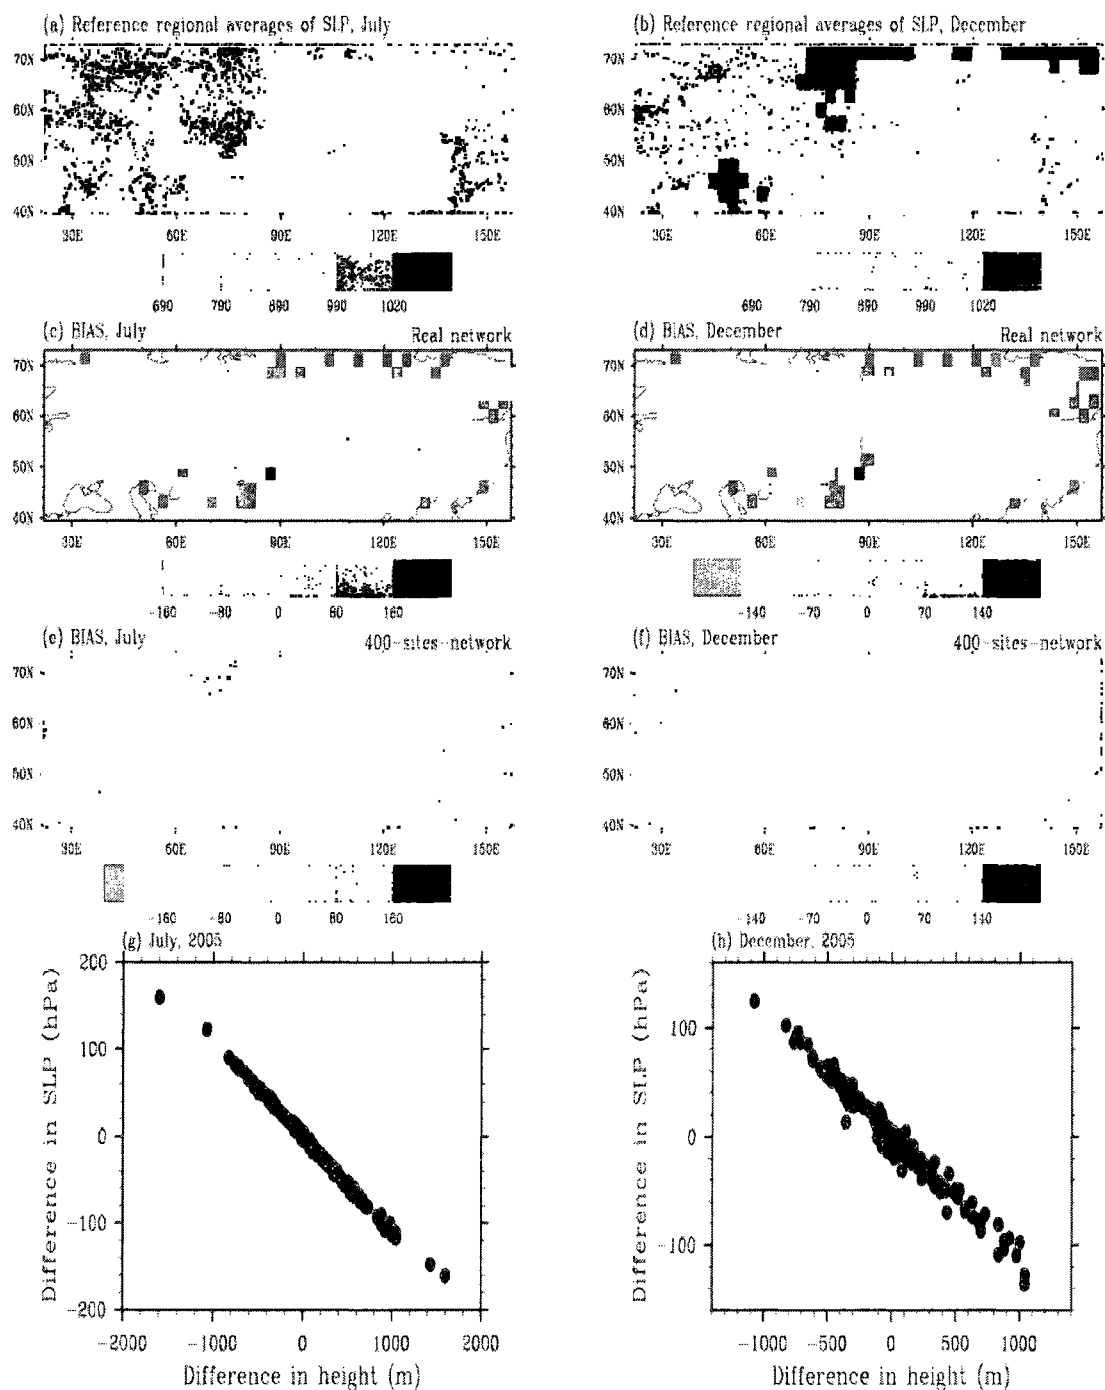 (a) Reference regional averages of SLP, July
70N
60N
50N
40N
30E 60E 90E 120E 150E
690 790 890 990 1020
(b) Reference regional averages of SLP, December
70N
60N
50N
40N
30E 60E 90E 120E 150E
690 790 890 990 1020
(c) BIAS, July Real network
70N
60N
50N
40N
30E 60E 90E 120E 150E
-160 -80 0 80 160
(d) BIAS, December Real network
70N
60N
50N
40N
30E 60E 90E 120E 150E
-140 -70 0 70 140
(e) BIAS, July 400-sites-network
70N
60N
50N
40N
30E 60E 90E 120E 150E
-160 -80 0 80 160
(f) BIAS, December 400-sites-network
70N
60N
50N
40N
30E 60E 90E 120E 150E
-140 -70 0 70 140
(g) July, 2005
Difference in SLP (hPa)
200
100
0
-100
-200
-2000 -1000 0 1000 2000
Difference in height (m)
(h) December, 2005
Difference in SLP (hPa)
100
0
-100
-1000 -500 0 500 1000
Difference in height (m)